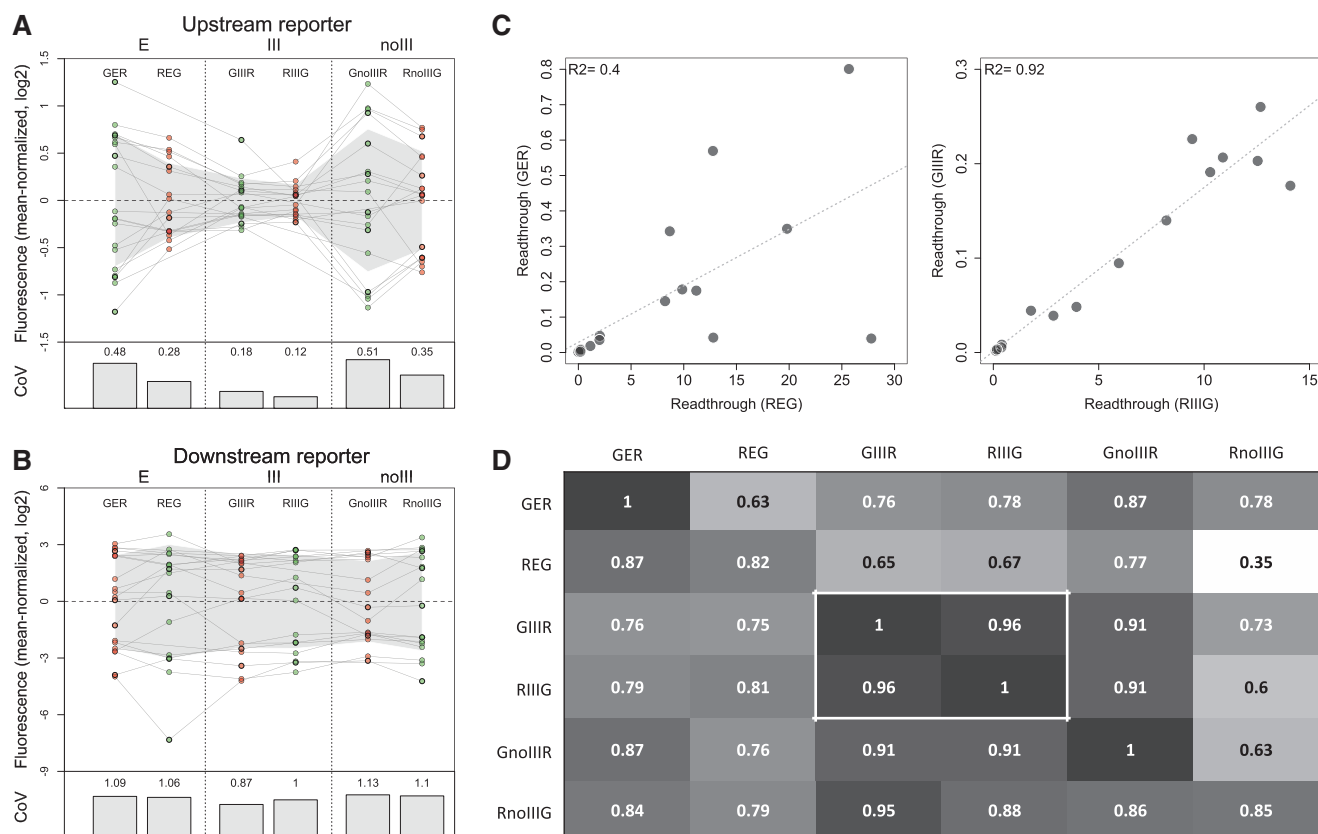 A
Upstream reporter
E III noIII
GER REG GIIIR RIIIG GnoIIIR RnoIIIG
Fluorescence (mean-normalized, log2)
1.5
1
0.5
0
-0.5
-1
-1.5
CoV
0.48 0.28 0.18 0.12 0.51 0.35
B
Downstream reporter
E III noIII
GER REG GIIIR RIIIG GnoIIIR RnoIIIG
Fluorescence (mean-normalized, log2)
6
3
0
-3
-6
-9
CoV
1.09 1.06 0.87 1 1.13 1.1
C
R2= 0.4
Readthrough (GER)
0.8
0.7
0.6
0.5
0.4
0.3
0.2
0.1
0.0
0 5 10 15 20 25 30
Readthrough (REG)
R2= 0.92
Readthrough (GIIIR)
0.3
0.2
0.1
0.0
0 5 10 15
Readthrough (RIIIG)
D
GER REG GIIIR RIIIG GnoIIIR RnoIIIG
GER 1 0.63 0.76 0.78 0.87 0.78
REG 0.87 0.82 0.65 0.67 0.77 0.35
GIIIR 0.76 0.75 1 0.96 0.91 0.73
RIIIG 0.79 0.81 0.96 1 0.91 0.6
GnoIIIR 0.87 0.76 0.91 0.91 1 0.63
RnoIIIG 0.84 0.79 0.95 0.88 0.86 0.85